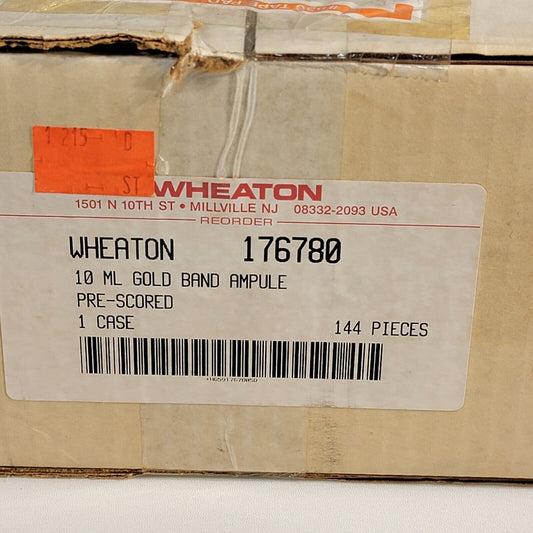 1 215
ST
WHEATON
1501 N 10TH ST • MILLVILLE NJ 08332-2093 USA
REORDER
WHEATON 176780
10 ML GOLD BAND AMPULE
PRE-SCORED
1 CASE 144 PIECES